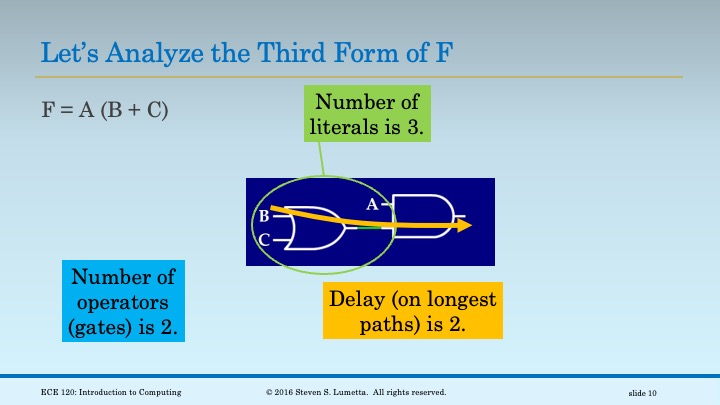 Let's Analyze the Third Form of F
F = A (B + C)
Number of
literals is 3.
A
B
C
Number of
operators
(gates) is 2.
Delay (on longest
paths) is 2.
ECE 120: Introduction to Computing
© 2016 Steven S. Lumetta. All rights reserved.
slide 10